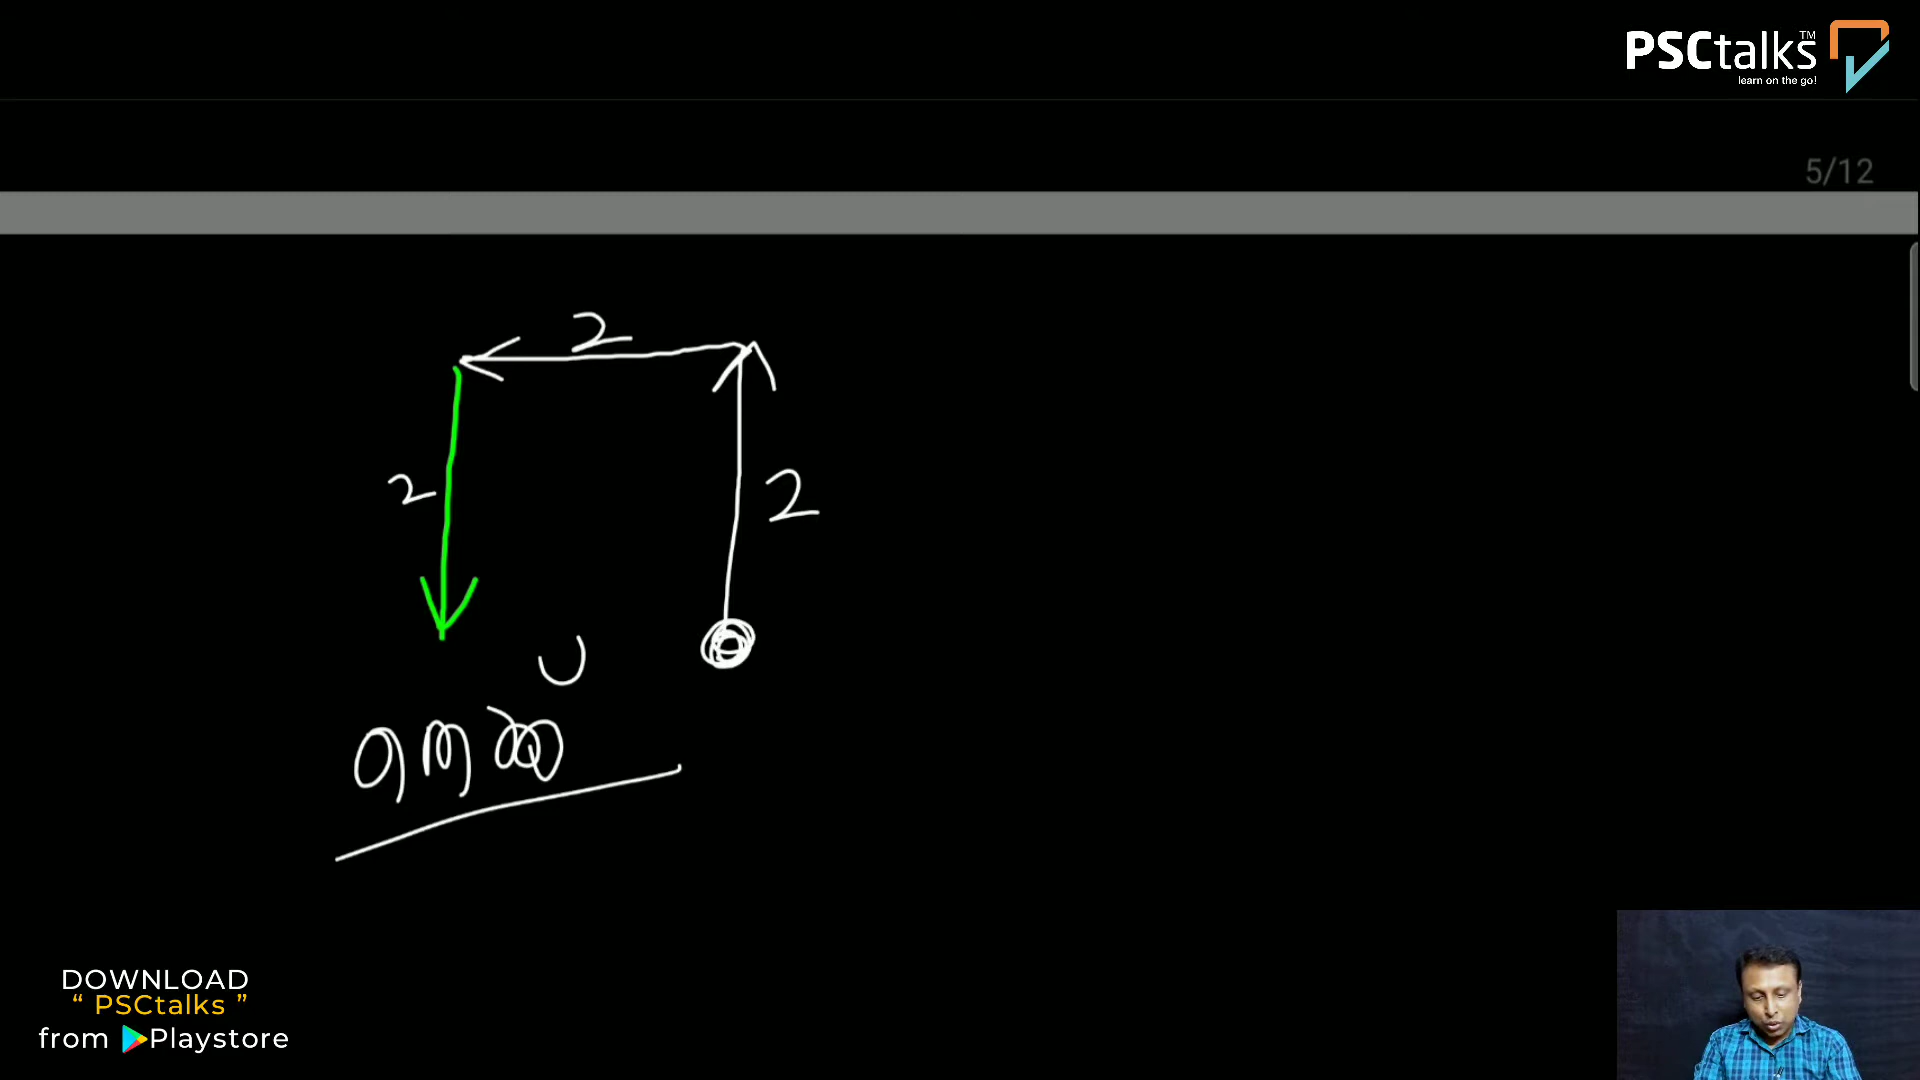 PSCtalks™
learn on the go!
5/12
2
2
2
DOWNLOAD
“ PSCtalks ”
from Playstore